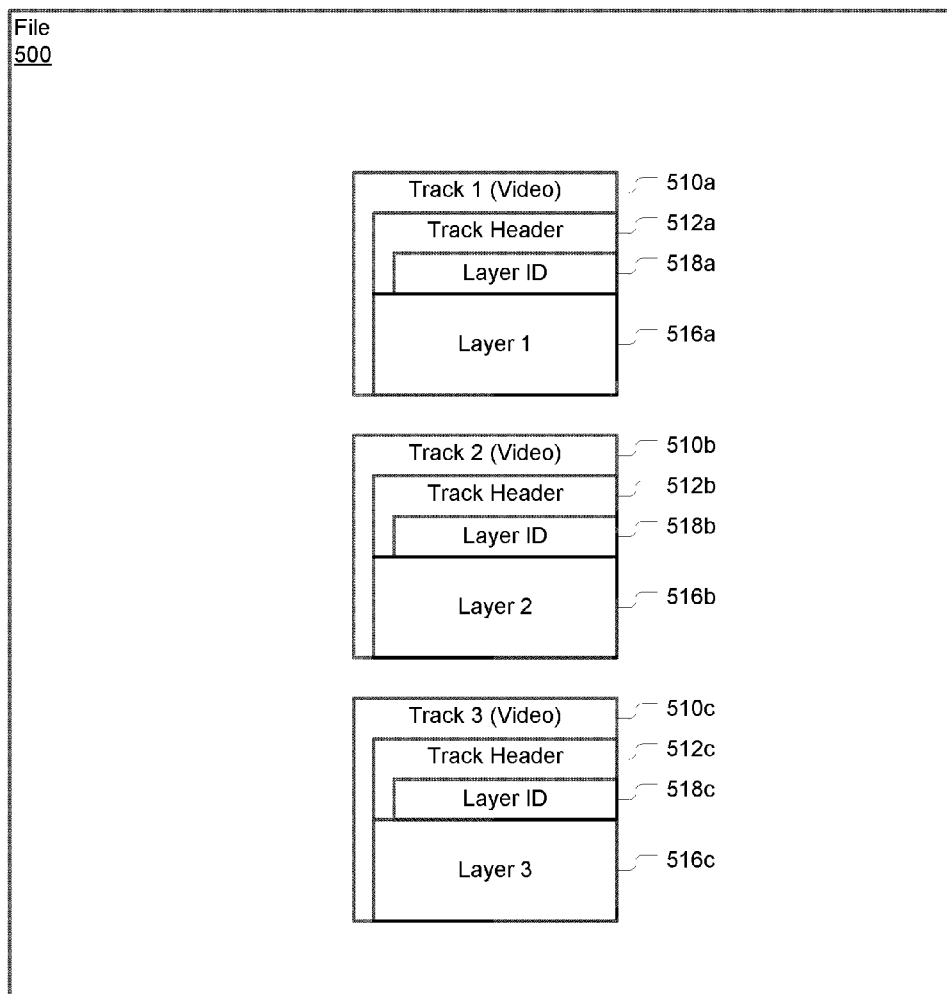 File
500
Track 1 (Video)
510a
Track Header
512a
Layer ID
518a
Layer 1
516a
Track 2 (Video)
510b
Track Header
512b
Layer ID
518b
Layer 2
516b
Track 3 (Video)
510c
Track Header
512c
Layer ID
518c
Layer 3
516c